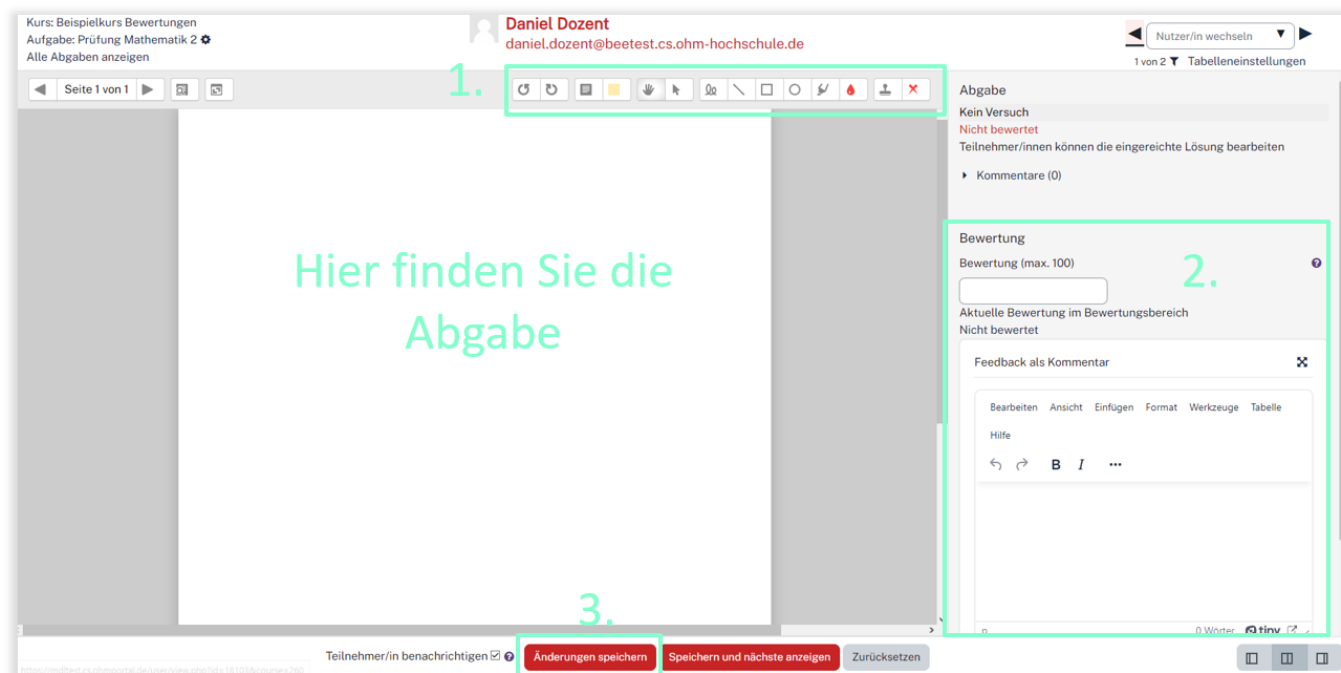 Kurs: Beispielkurs Bewertungen
Aufgabe: Prüfung Mathematik 2
Alle Abgaben anzeigen
Daniel Dozent
daniel.dozent@beetest.cs.ohm-hochschule.de
Nutzer/in wechseln
1 von 2 Tabelleneinstellungen
Seite 1 von 1
1.
Hier finden Sie die
Abgabe
Abgabe
Kein Versuch
Nicht bewertet
Teilnehmer/innen können die eingereichte Lösung bearbeiten
Kommentare (0)
Bewertung
Bewertung (max. 100)
2.
Aktuelle Bewertung im Bewertungsbereich
Nicht bewertet
Feedback als Kommentar
Bearbeiten Ansicht Einfügen Format Werkzeuge Tabelle
Hilfe
B I
0 Wörter tiny
3.
Teilnehmer/in benachrichtigen
Änderungen speichern
Speichern und nächste anzeigen
Zurücksetzen